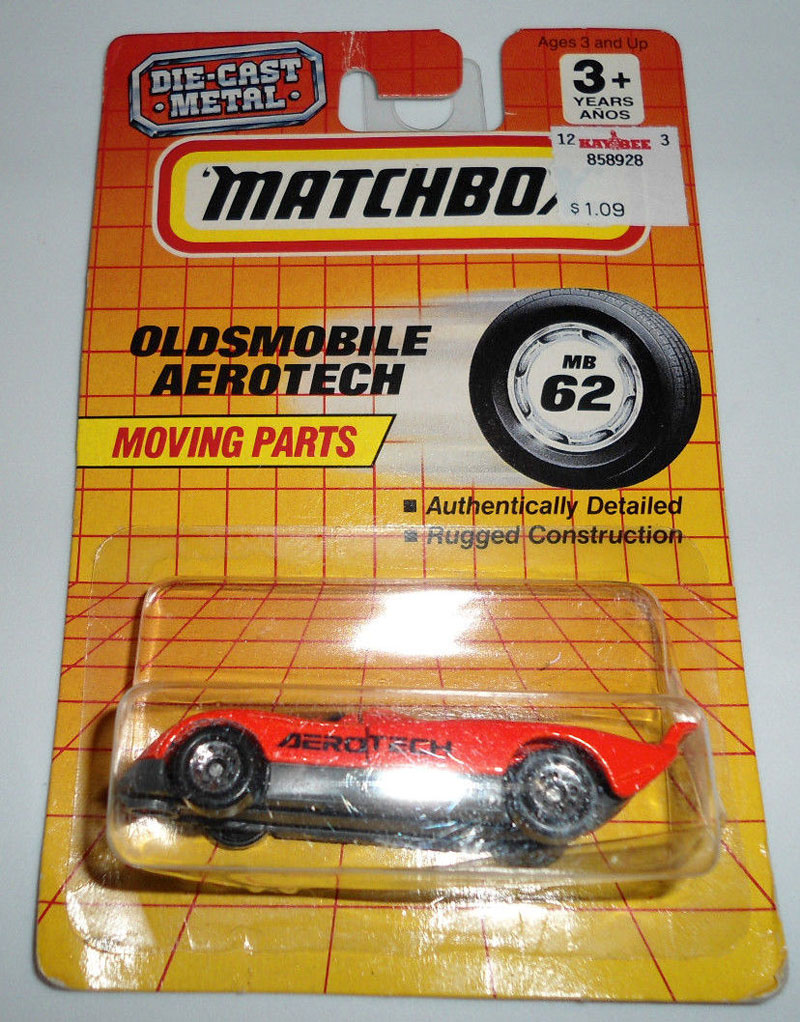 DIE-CAST
METAL
Ages 3 and Up
3+
YEARS
AÑOS
12 KAY·BEE 3
858928
$1.09
'MATCHBOX
OLDSMOBILE
AEROTECH
MB
62
MOVING PARTS
■ Authentically Detailed
■ Rugged Construction
AEROTECH